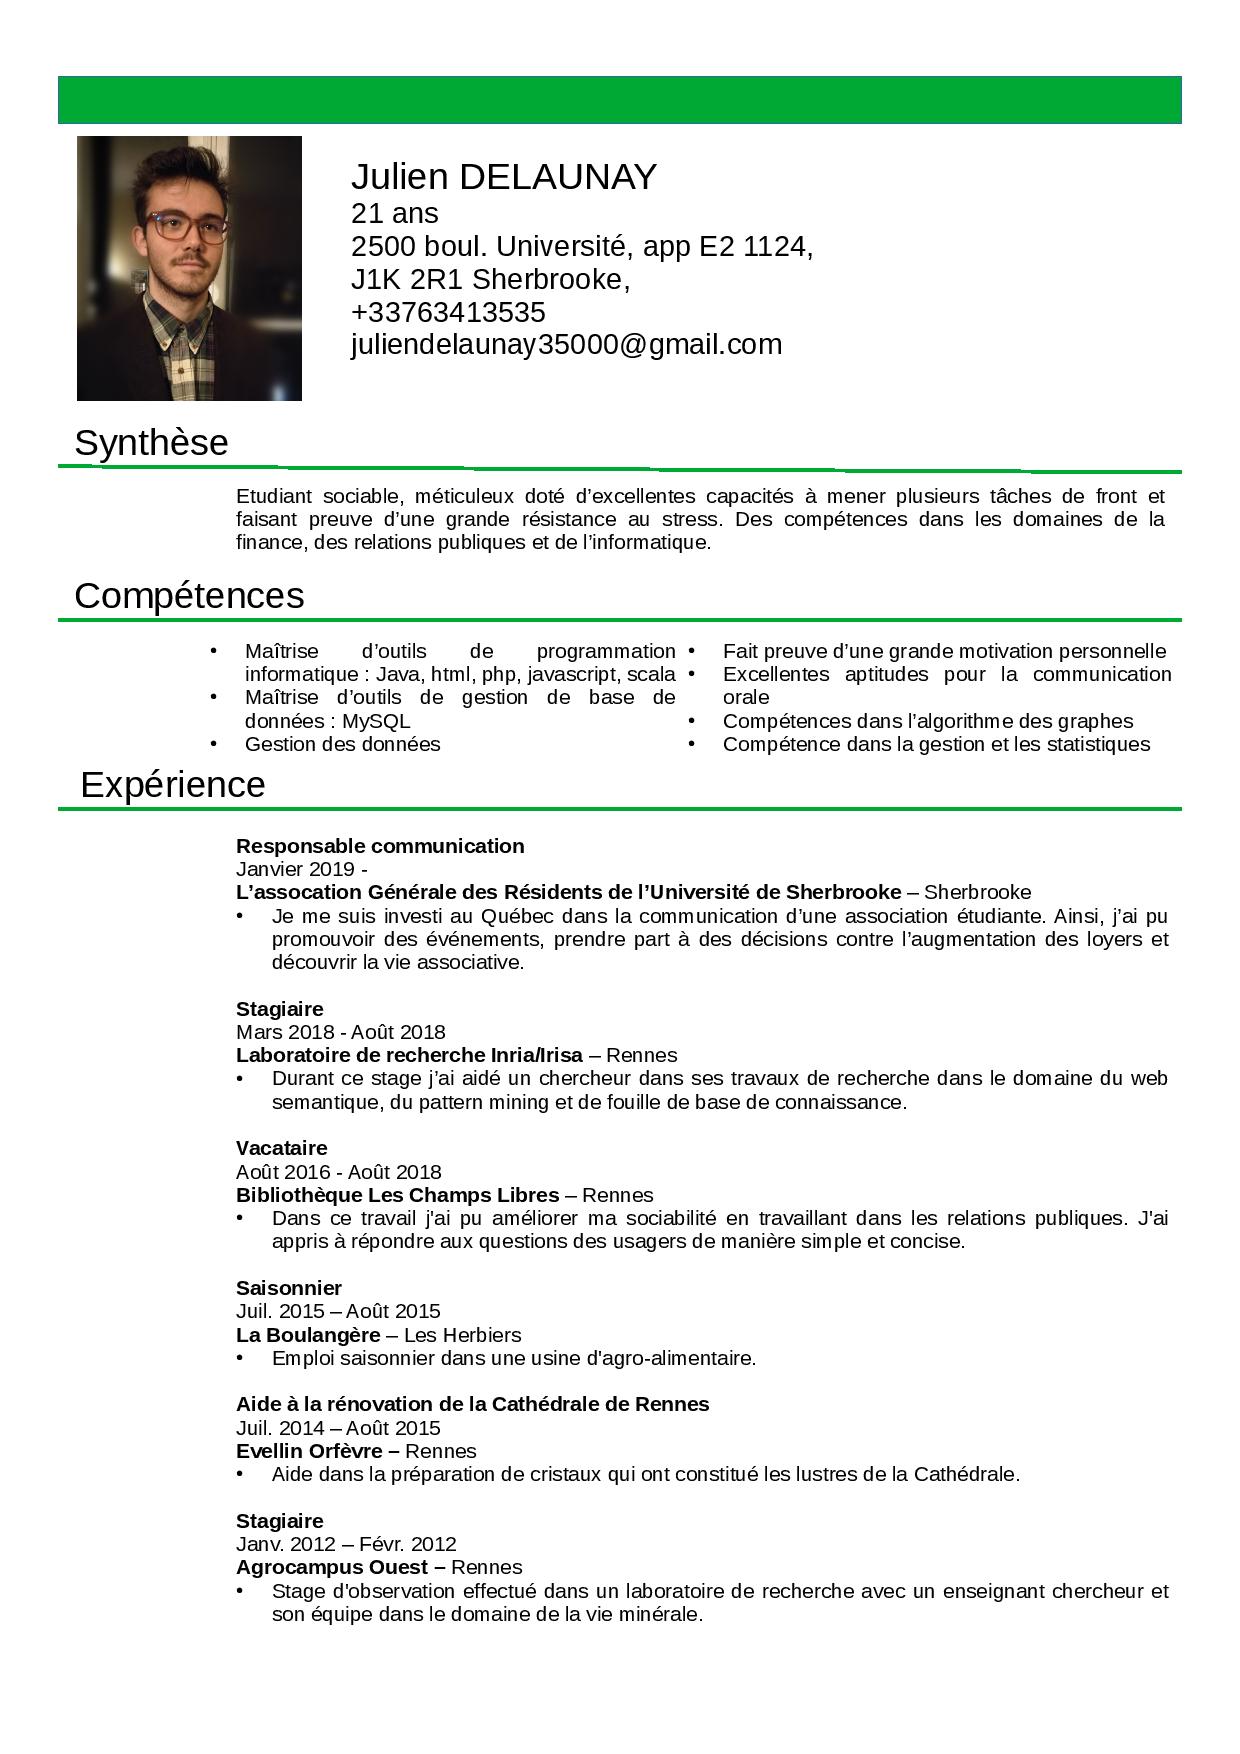 Julien DELAUNAY
21 ans
2500 boul. Université, app E2 1124,
J1K 2R1 Sherbrooke,
+33763413535
juliendelaunay35000@gmail.com
Synthèse
Etudiant sociable, méticuleux doté d’excellentes capacités à mener plusieurs tâches de front et
faisant preuve d’une grande résistance au stress. Des compétences dans les domaines de la
finance, des relations publiques et de l’informatique.
Compétences
• Maîtrise d’outils de programmation
informatique : Java, html, php, javascript, scala
• Maîtrise d’outils de gestion de base de
données : MySQL
• Gestion des données
• Fait preuve d’une grande motivation personnelle
• Excellentes aptitudes pour la communication
orale
• Compétences dans l’algorithme des graphes
• Compétence dans la gestion et les statistiques
Expérience
Responsable communication
Janvier 2019 -
L’assocation Générale des Résidents de l’Université de Sherbrooke – Sherbrooke
• Je me suis investi au Québec dans la communication d’une association étudiante. Ainsi, j’ai pu
promouvoir des événements, prendre part à des décisions contre l’augmentation des loyers et
découvrir la vie associative.
Stagiaire
Mars 2018 - Août 2018
Laboratoire de recherche Inria/Irisa – Rennes
• Durant ce stage j’ai aidé un chercheur dans ses travaux de recherche dans le domaine du web
semantique, du pattern mining et de fouille de base de connaissance.
Vacataire
Août 2016 - Août 2018
Bibliothèque Les Champs Libres – Rennes
• Dans ce travail j'ai pu améliorer ma sociabilité en travaillant dans les relations publiques. J'ai
appris à répondre aux questions des usagers de manière simple et concise.
Saisonnier
Juil. 2015 – Août 2015
La Boulangère – Les Herbiers
• Emploi saisonnier dans une usine d'agro-alimentaire.
Aide à la rénovation de la Cathédrale de Rennes
Juil. 2014 – Août 2015
Evellin Orfèvre – Rennes
• Aide dans la préparation de cristaux qui ont constitué les lustres de la Cathédrale.
Stagiaire
Janv. 2012 – Févr. 2012
Agrocampus Ouest – Rennes
• Stage d'observation effectué dans un laboratoire de recherche avec un enseignant chercheur et
son équipe dans le domaine de la vie minérale.